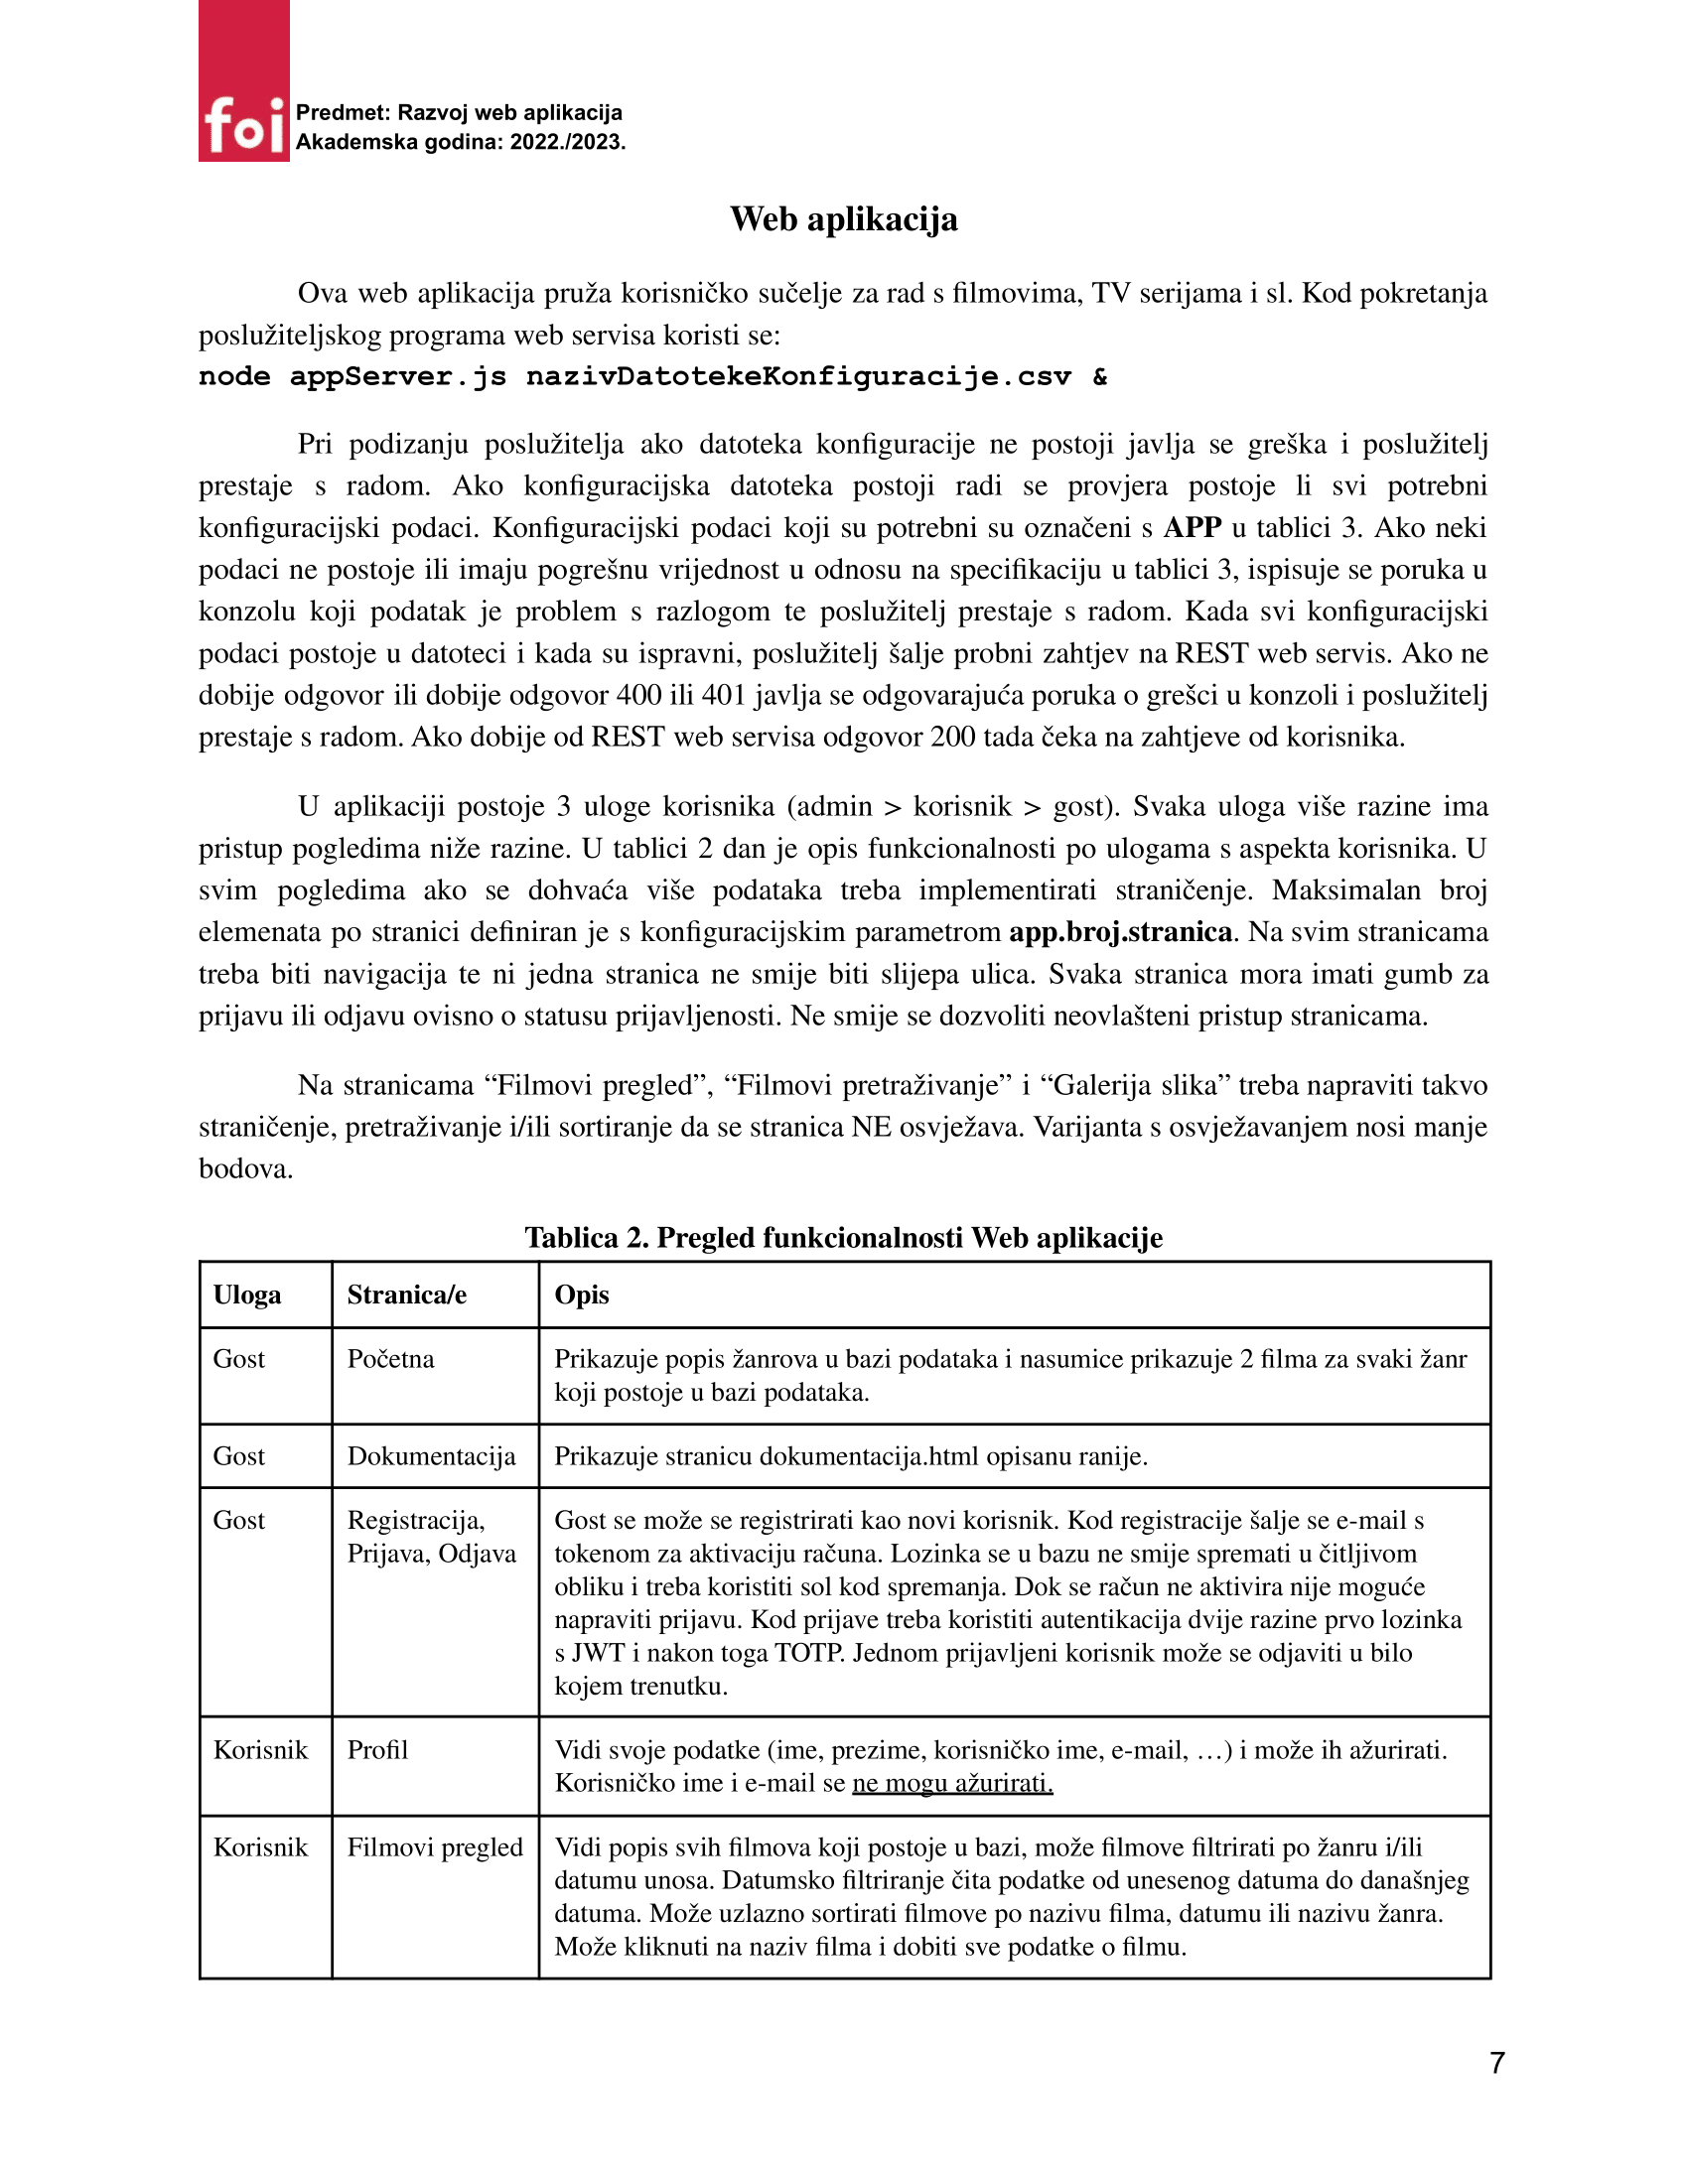 foi
Predmet: Razvoj web aplikacija
Akademska godina: 2022./2023.
Web aplikacija
Ova web aplikacija pruža korisničko sučelje za rad s filmovima, TV serijama i sl. Kod pokretanja
poslužiteljskog programa web servisa koristi se:
node appServer.js nazivDatotekeKonfiguracije.csv &
Pri podizanju poslužitelja ako datoteka konfiguracije ne postoji javlja se greška i poslužitelj
prestaje s radom. Ako konfiguracijska datoteka postoji radi se provjera postoje li svi potrebni
konfiguracijski podaci. Konfiguracijski podaci koji su potrebni su označeni s APP u tablici 3. Ako neki
podaci ne postoje ili imaju pogrešnu vrijednost u odnosu na specifikaciju u tablici 3, ispisuje se poruka u
konzolu koji podatak je problem s razlogom te poslužitelj prestaje s radom. Kada svi konfiguracijski
podaci postoje u datoteci i kada su ispravni, poslužitelj šalje probni zahtjev na REST web servis. Ako ne
dobije odgovor ili dobije odgovor 400 ili 401 javlja se odgovarajuća poruka o grešci u konzoli i poslužitelj
prestaje s radom. Ako dobije od REST web servisa odgovor 200 tada čeka na zahtjeve od korisnika.
U aplikaciji postoje 3 uloge korisnika (admin > korisnik > gost). Svaka uloga više razine ima
pristup pogledima niže razine. U tablici 2 dan je opis funkcionalnosti po ulogama s aspekta korisnika. U
svim pogledima ako se dohvaća više podataka treba implementirati straničenje. Maksimalan broj
elemenata po stranici definiran je s konfiguracijskim parametrom app.broj.stranica. Na svim stranicama
treba biti navigacija te ni jedna stranica ne smije biti slijepa ulica. Svaka stranica mora imati gumb za
prijavu ili odjavu ovisno o statusu prijavljenosti. Ne smije se dozvoliti neovlašteni pristup stranicama.
Na stranicama “Filmovi pregled”, “Filmovi pretraživanje” i “Galerija slika” treba napraviti takvo
straničenje, pretraživanje i/ili sortiranje da se stranica NE osvježava. Varijanta s osvježavanjem nosi manje
bodova.
Tablica 2. Pregled funkcionalnosti Web aplikacije
Uloga Stranica/e Opis
Gost Početna Prikazuje popis žanrova u bazi podataka i nasumice prikazuje 2 filma za svaki žanr
koji postoje u bazi podataka.
Gost Dokumentacija Prikazuje stranicu dokumentacija.html opisanu ranije.
Gost Registracija, Gost se može se registrirati kao novi korisnik. Kod registracije šalje se e-mail s
Prijava, Odjava tokenom za aktivaciju računa. Lozinka se u bazu ne smije spremati u čitljivom
obliku i treba koristiti sol kod spremanja. Dok se račun ne aktivira nije moguće
napraviti prijavu. Kod prijave treba koristiti autentikacija dvije razine prvo lozinka
s JWT i nakon toga TOTP. Jednom prijavljeni korisnik može se odjaviti u bilo
kojem trenutku.
Korisnik Profil Vidi svoje podatke (ime, prezime, korisničko ime, e-mail, …) i može ih ažurirati.
Korisničko ime i e-mail se ne mogu ažurirati.
Korisnik Filmovi pregled Vidi popis svih filmova koji postoje u bazi, može filmove filtrirati po žanru i/ili
datumu unosa. Datumsko filtriranje čita podatke od unesenog datuma do današnjeg
datuma. Može uzlazno sortirati filmove po nazivu filma, datumu ili nazivu žanra.
Može kliknuti na naziv filma i dobiti sve podatke o filmu.
7